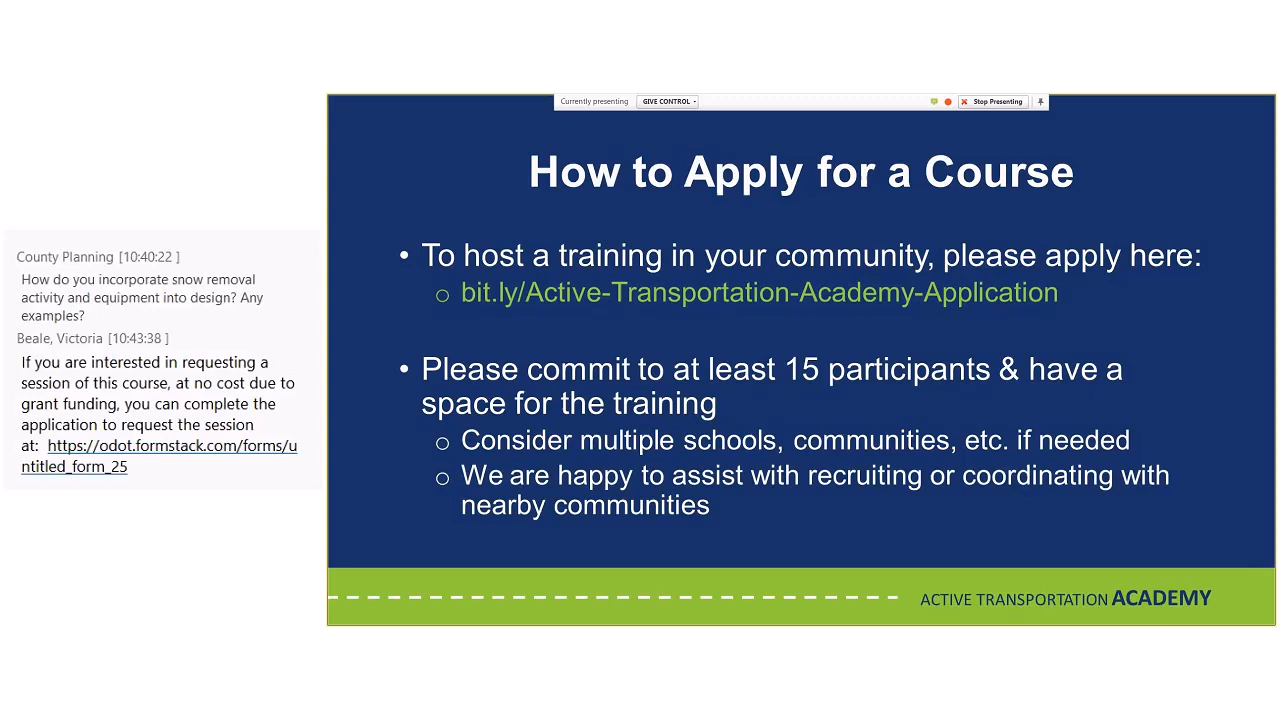 Currently presenting GIVE CONTROL Stop Presenting
How to Apply for a Course
• To host a training in your community, please apply here:
o bit.ly/Active-Transportation-Academy-Application
• Please commit to at least 15 participants & have a
space for the training
o Consider multiple schools, communities, etc. if needed
o We are happy to assist with recruiting or coordinating with
nearby communities
ACTIVE TRANSPORTATION ACADEMY
County Planning [10:40:22 ]
How do you incorporate snow removal
activity and equipment into design? Any
examples?
Beale, Victoria [10:43:38 ]
If you are interested in requesting a
session of this course, at no cost due to
grant funding, you can complete the
application to request the session
at: https://odot.formstack.com/forms/u
ntitled_form_25